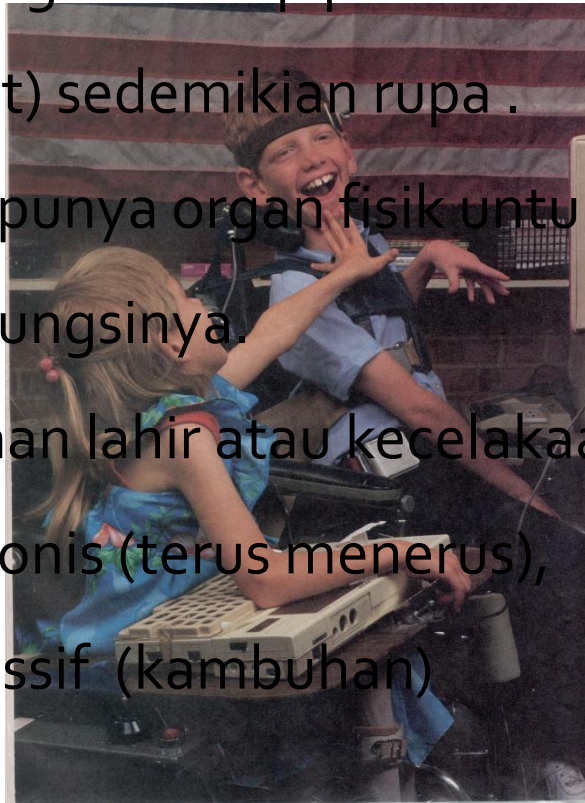 t) sedemikian rupa .
punya organ fisik untu
ungsinya.
an lahir atau kecelakaa
onis (terus menerus),
ssif (kambuhan)